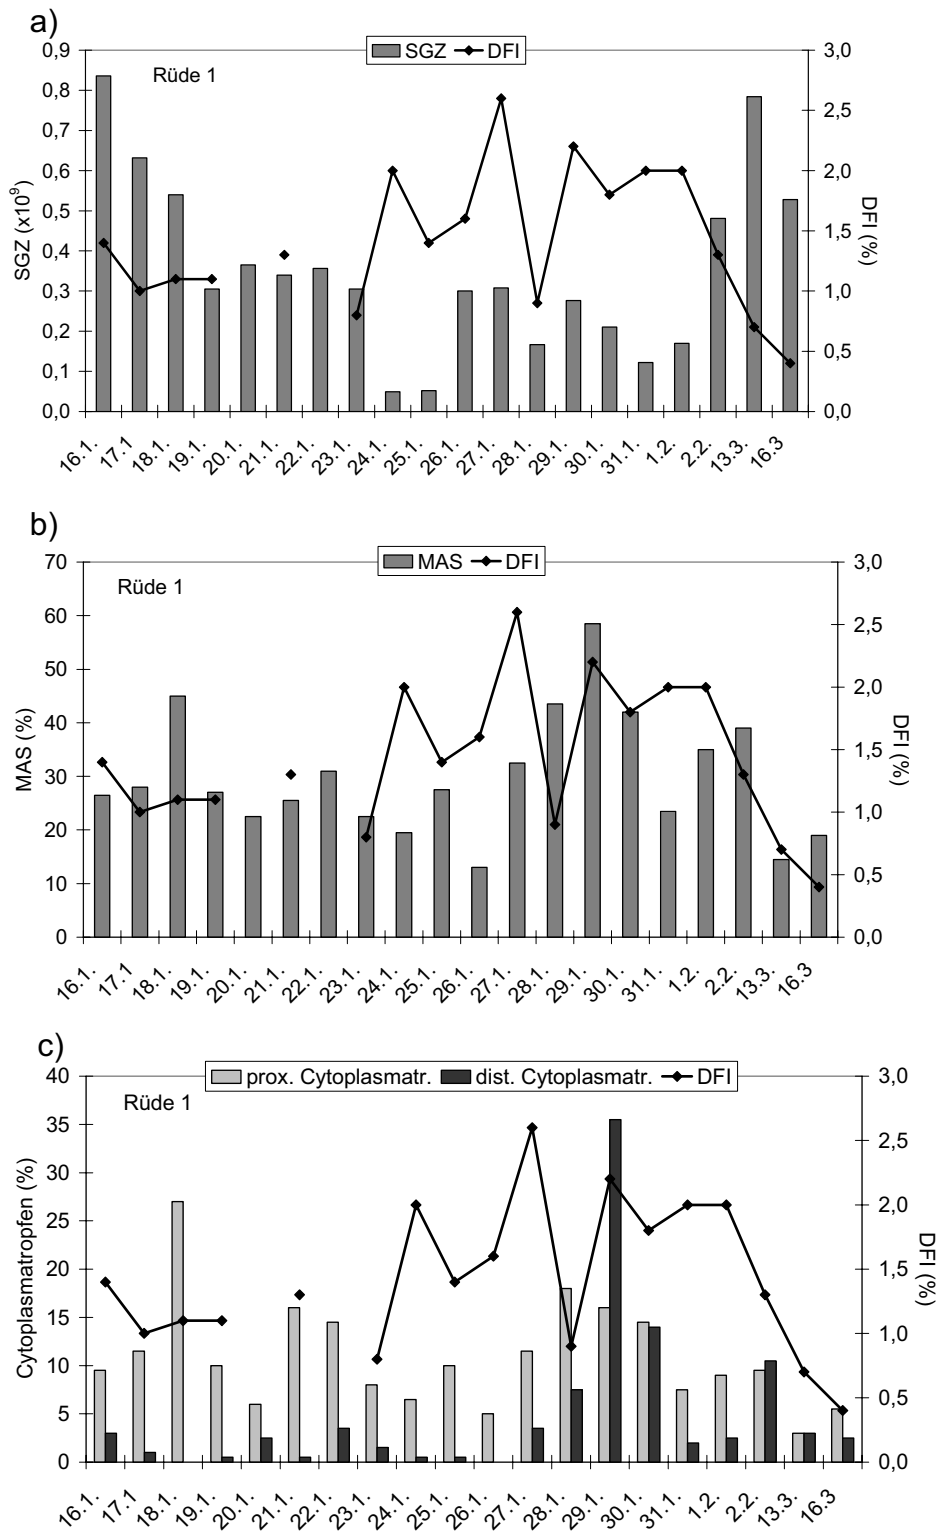 a)
SGZ DFI
Rüde 1
0,9
0,8
0,7
0,6
0,5
0,4
0,3
0,2
0,1
0,0
SGZ (x10⁹)
3,0
2,5
2,0
1,5
1,0
0,5
0,0
DFI (%)
16.1. 17.1 18.1. 19.1. 20.1. 21.1. 22.1. 23.1. 24.1. 25.1. 26.1. 27.1. 28.1. 29.1. 30.1. 31.1. 1.2. 2.2. 13.3. 16.3
b)
MAS DFI
Rüde 1
70
60
50
40
30
20
10
0
MAS (%)
3,0
2,5
2,0
1,5
1,0
0,5
0,0
DFI (%)
16.1. 17.1 18.1. 19.1. 20.1. 21.1. 22.1. 23.1. 24.1. 25.1. 26.1. 27.1. 28.1. 29.1. 30.1. 31.1. 1.2. 2.2. 13.3. 16.3
c)
prox. Cytoplasmatr. dist. Cytoplasmatr. DFI
Rüde 1
40
35
30
25
20
15
10
5
0
Cytoplasmatropfen (%)
3,0
2,5
2,0
1,5
1,0
0,5
0,0
DFI (%)
16.1. 17.1 18.1. 19.1. 20.1. 21.1. 22.1. 23.1. 24.1. 25.1. 26.1. 27.1. 28.1. 29.1. 30.1. 31.1. 1.2. 2.2. 13.3. 16.3